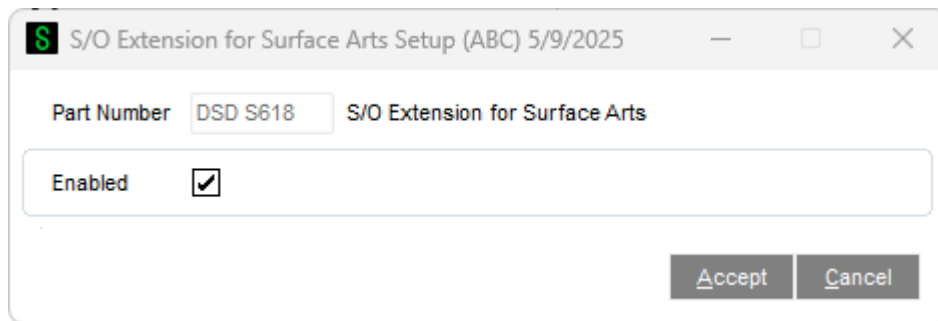 S S/O Extension for Surface Arts Setup (ABC) 5/9/2025
Part Number DSD S618 S/O Extension for Surface Arts
Enabled
Accept Cancel